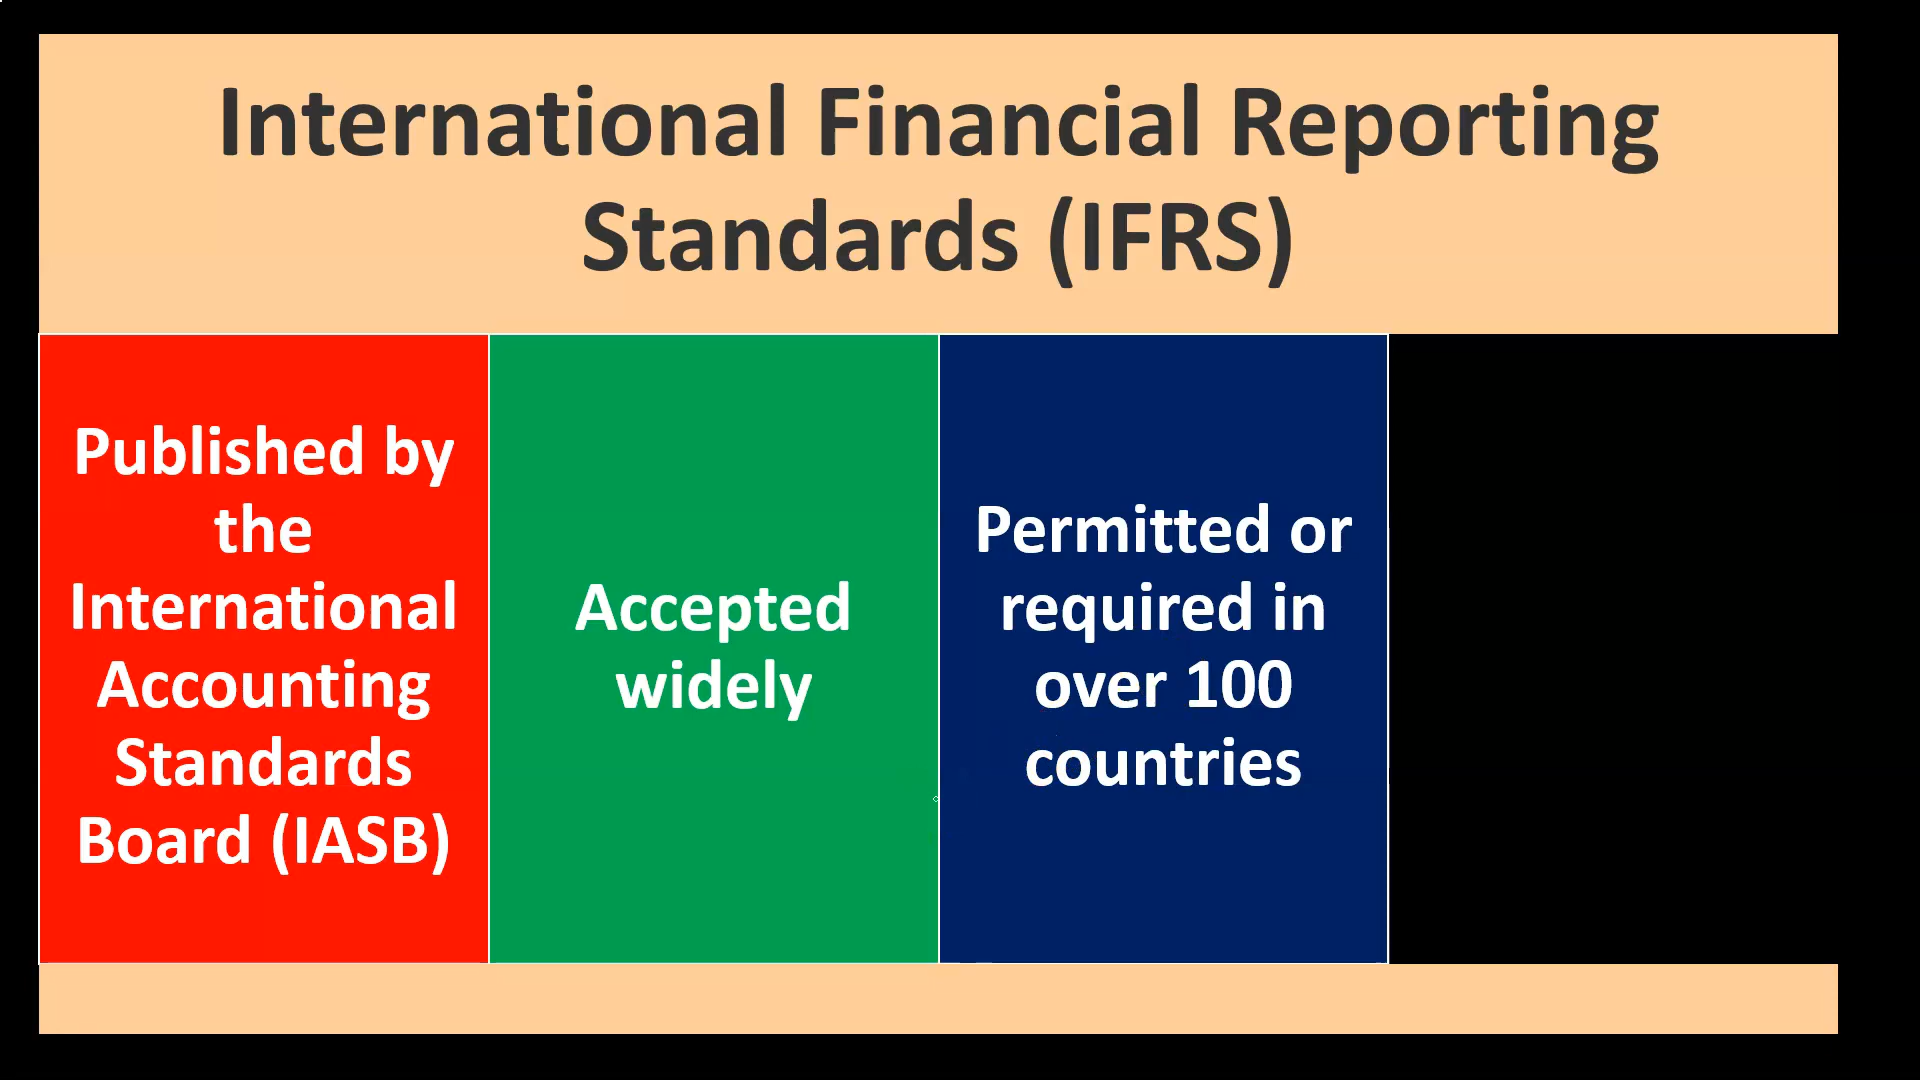 International Financial Reporting
Standards (IFRS)
Published by
the
International
Accounting
Standards
Board (IASB)
Accepted
widely
Permitted or
required in
over 100
countries